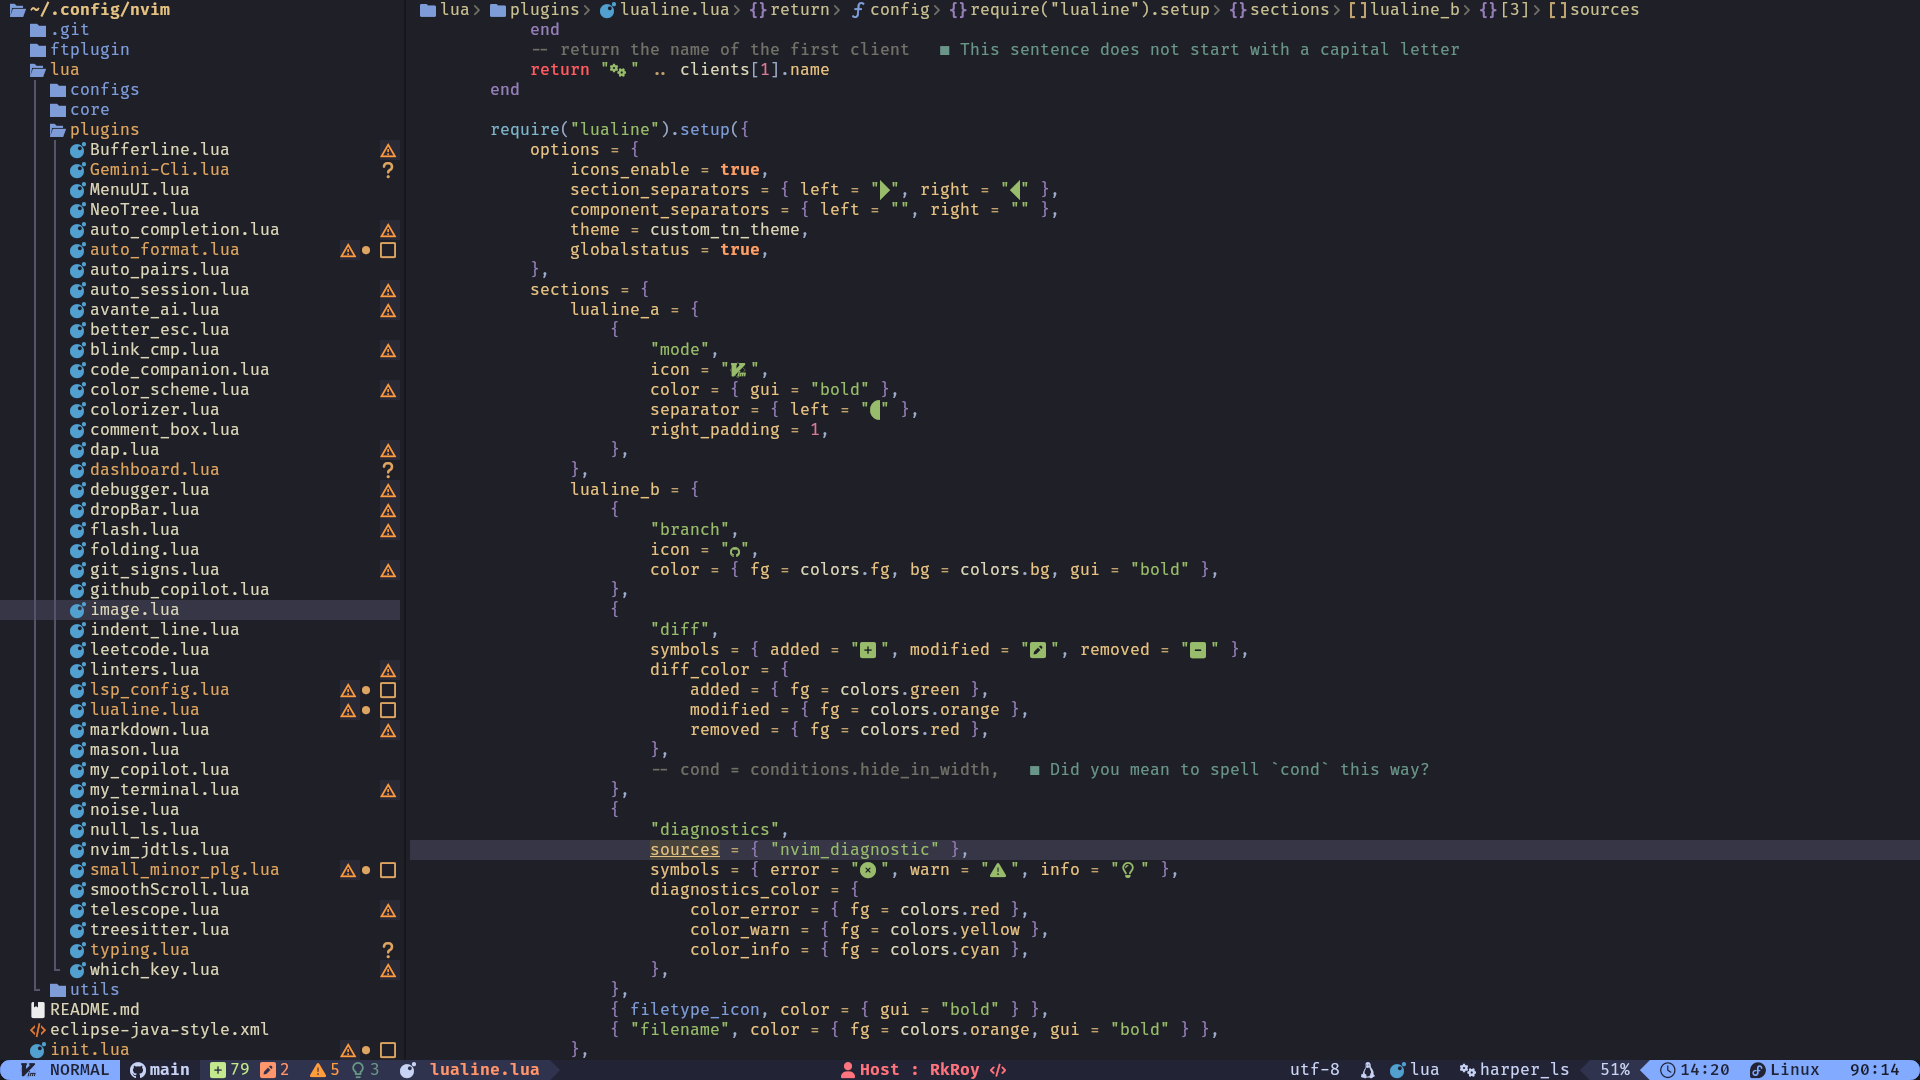 ~/.config/nvim
.git
ftplugin
lua
configs
core
plugins
Bufferline.lua
Gemini-Cli.lua ?
MenuUI.lua
NeoTree.lua
auto_completion.lua
auto_format.lua
auto_pairs.lua
auto_session.lua
avante_ai.lua
better_esc.lua
blink_cmp.lua
code_companion.lua
color_scheme.lua
colorizer.lua
comment_box.lua
dap.lua
dashboard.lua ?
debugger.lua
dropBar.lua
flash.lua
folding.lua
git_signs.lua
github_copilot.lua
image.lua
indent_line.lua
leetcode.lua
linters.lua
lsp_config.lua
lualine.lua
markdown.lua
mason.lua
my_copilot.lua
my_terminal.lua
noise.lua
null_ls.lua
nvim_jdtls.lua
small_minor_plg.lua
smoothScroll.lua
telescope.lua
treesitter.lua
typing.lua ?
which_key.lua
utils
README.md
eclipse-java-style.xml
init.lua
lua > plugins > lualine.lua > {} return > ƒ config > {} require("lualine").setup > {} sections > [] lualine_b > {} [3] > [] sources
end
-- return the name of the first client ■ This sentence does not start with a capital letter
return " " .. clients[1].name
end
require("lualine").setup({
options = {
icons_enable = true,
section_separators = { left = "", right = "" },
component_separators = { left = "", right = "" },
theme = custom_tn_theme,
globalstatus = true,
},
sections = {
lualine_a = {
{
"mode",
icon = " ",
color = { gui = "bold" },
separator = { left = "" },
right_padding = 1,
},
},
lualine_b = {
{
"branch",
icon = "",
color = { fg = colors.fg, bg = colors.bg, gui = "bold" },
},
{
"diff",
symbols = { added = " ", modified = " ", removed = " " },
diff_color = {
added = { fg = colors.green },
modified = { fg = colors.orange },
removed = { fg = colors.red },
},
-- cond = conditions.hide_in_width, ■ Did you mean to spell `cond` this way?
},
{
"diagnostics",
sources = { "nvim_diagnostic" },
symbols = { error = " ", warn = " ", info = " " },
diagnostics_color = {
color_error = { fg = colors.red },
color_warn = { fg = colors.yellow },
color_info = { fg = colors.cyan },
},
},
{ filetype_icon, color = { gui = "bold" } },
{ "filename", color = { fg = colors.orange, gui = "bold" } },
},
NORMAL main 79 2 5 3 lualine.lua Host : RkRoy </> utf-8 lua harper_ls 51% 14:20 Linux 90:14